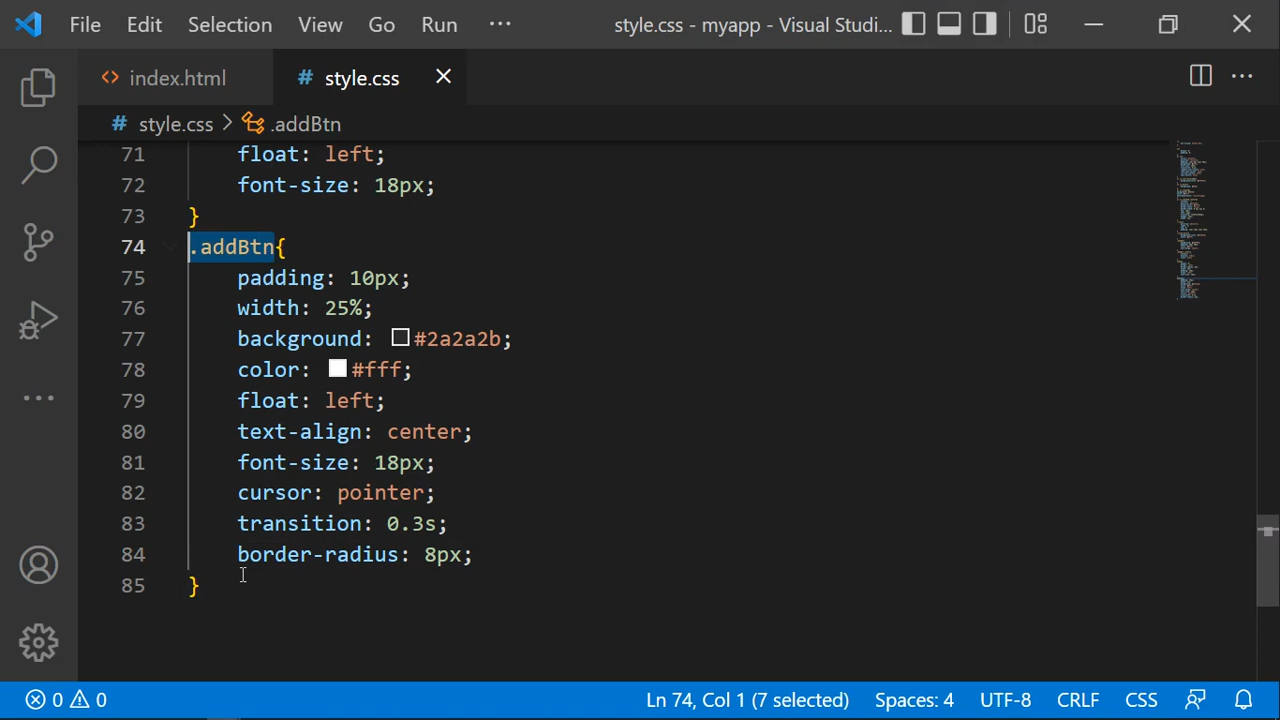 File Edit Selection View Go Run ··· style.css - myapp - Visual Studi...
index.html # style.css
# style.css > .addBtn
71 float: left;
72 font-size: 18px;
73 }
74 .addBtn{
75 padding: 10px;
76 width: 25%;
77 background: #2a2a2b;
78 color: #fff;
79 float: left;
80 text-align: center;
81 font-size: 18px;
82 cursor: pointer;
83 transition: 0.3s;
84 border-radius: 8px;
85 }
0 0 Ln 74, Col 1 (7 selected) Spaces: 4 UTF-8 CRLF CSS